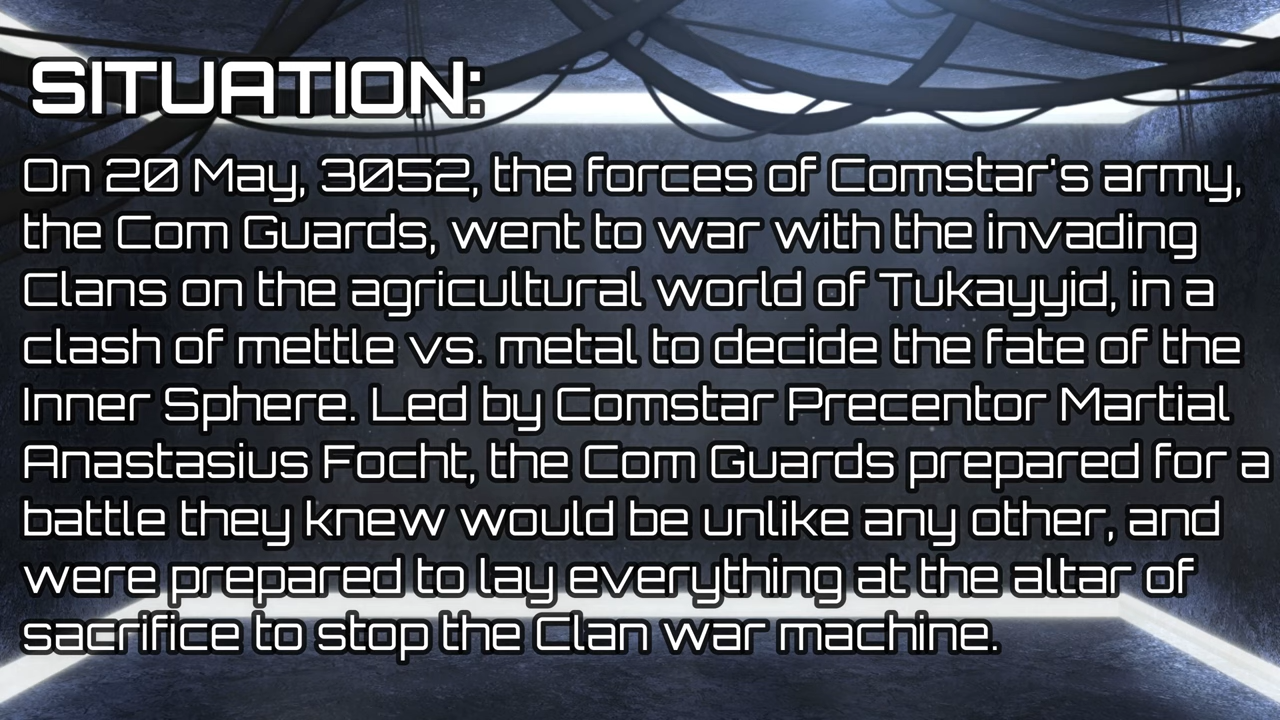 SITUATION:
On 20 May, 3052, the forces of Comstar's army,
the Com Guards, went to war with the invading
Clans on the agricultural world of Tukayyid, in a
clash of mettle vs. metal to decide the fate of the
Inner Sphere. Led by Comstar Precentor Martial
Anastasius Focht, the Com Guards prepared for a
battle they knew would be unlike any other, and
were prepared to lay everything at the altar of
sacrifice to stop the Clan war machine.